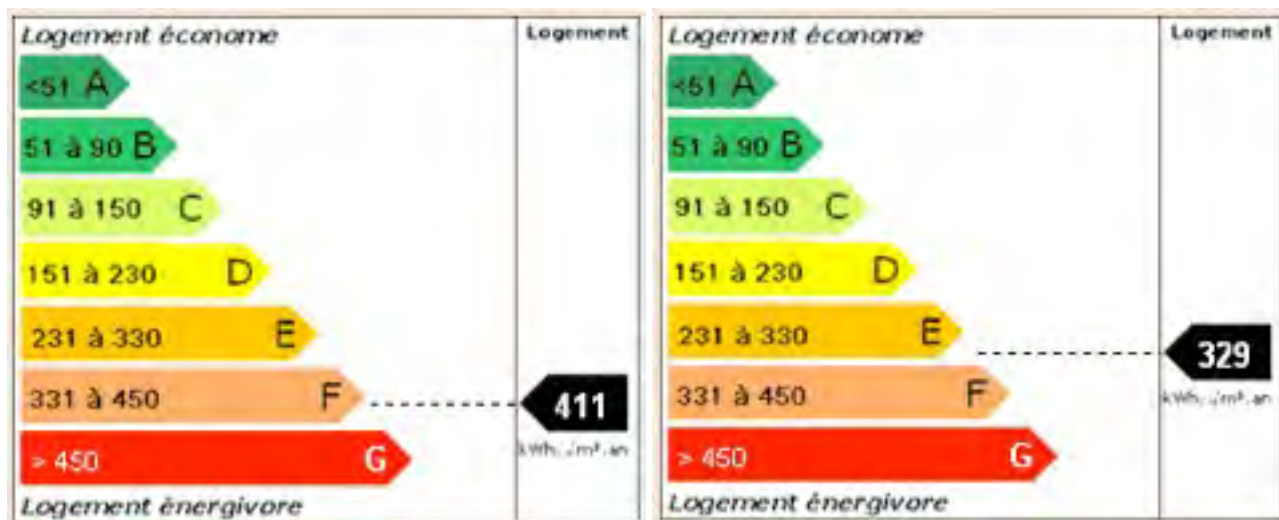 Logement économe
Logement
<51 A
51 à 90 B
91 à 150 C
151 à 230 D
231 à 330 E
331 à 450 F
411
> 450 G
Logement énergivore
Logement économe
Logement
<51 A
51 à 90 B
91 à 150 C
151 à 230 D
231 à 330 E
329
331 à 450 F
> 450 G
Logement énergivore